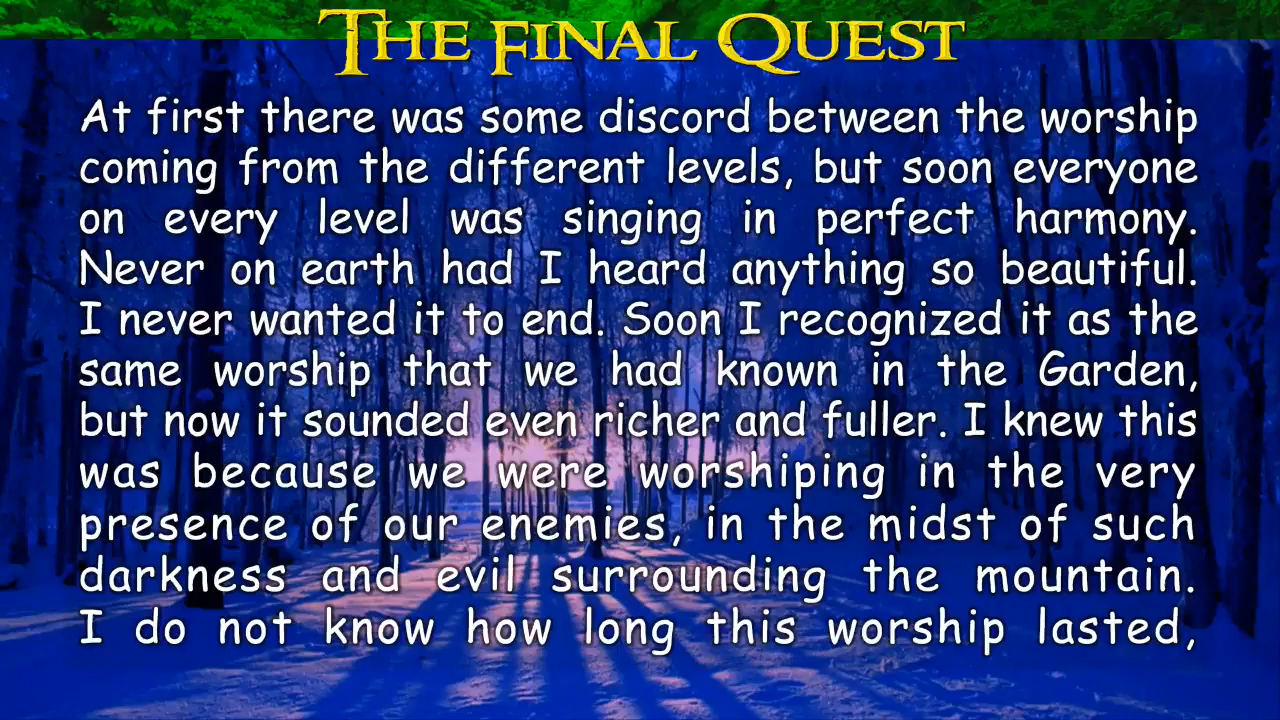 The Final Quest
At first there was some discord between the worship
coming from the different levels, but soon everyone
on every level was singing in perfect harmony.
Never on earth had I heard anything so beautiful.
I never wanted it to end. Soon I recognized it as the
same worship that we had known in the Garden,
but now it sounded even richer and fuller. I knew this
was because we were worshiping in the very
presence of our enemies, in the midst of such
darkness and evil surrounding the mountain.
I do not know how long this worship lasted,